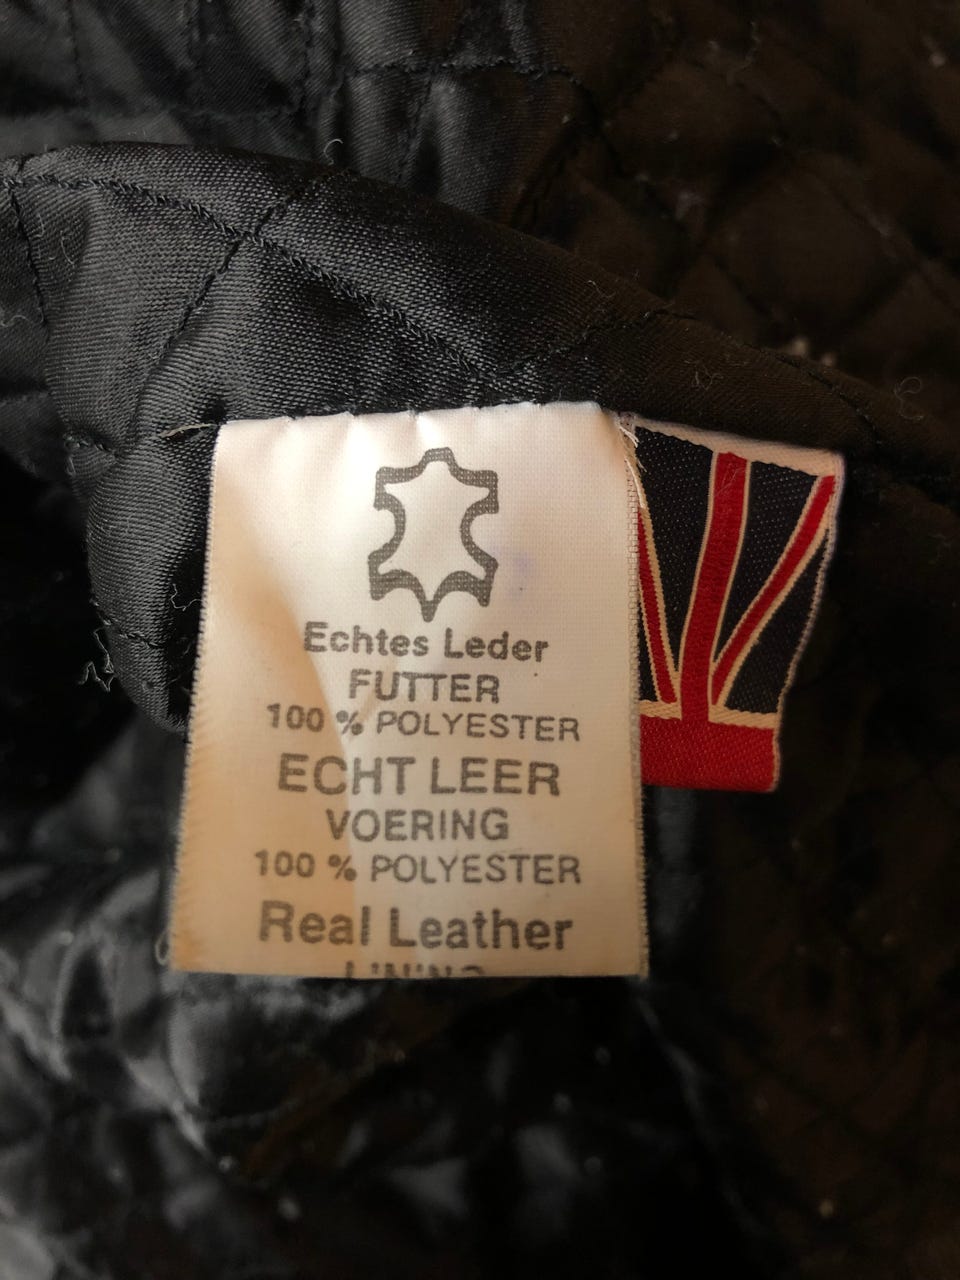 Echtes Leder
FUTTER
100 % POLYESTER
ECHT LEER
VOERING
100 % POLYESTER
Real Leather